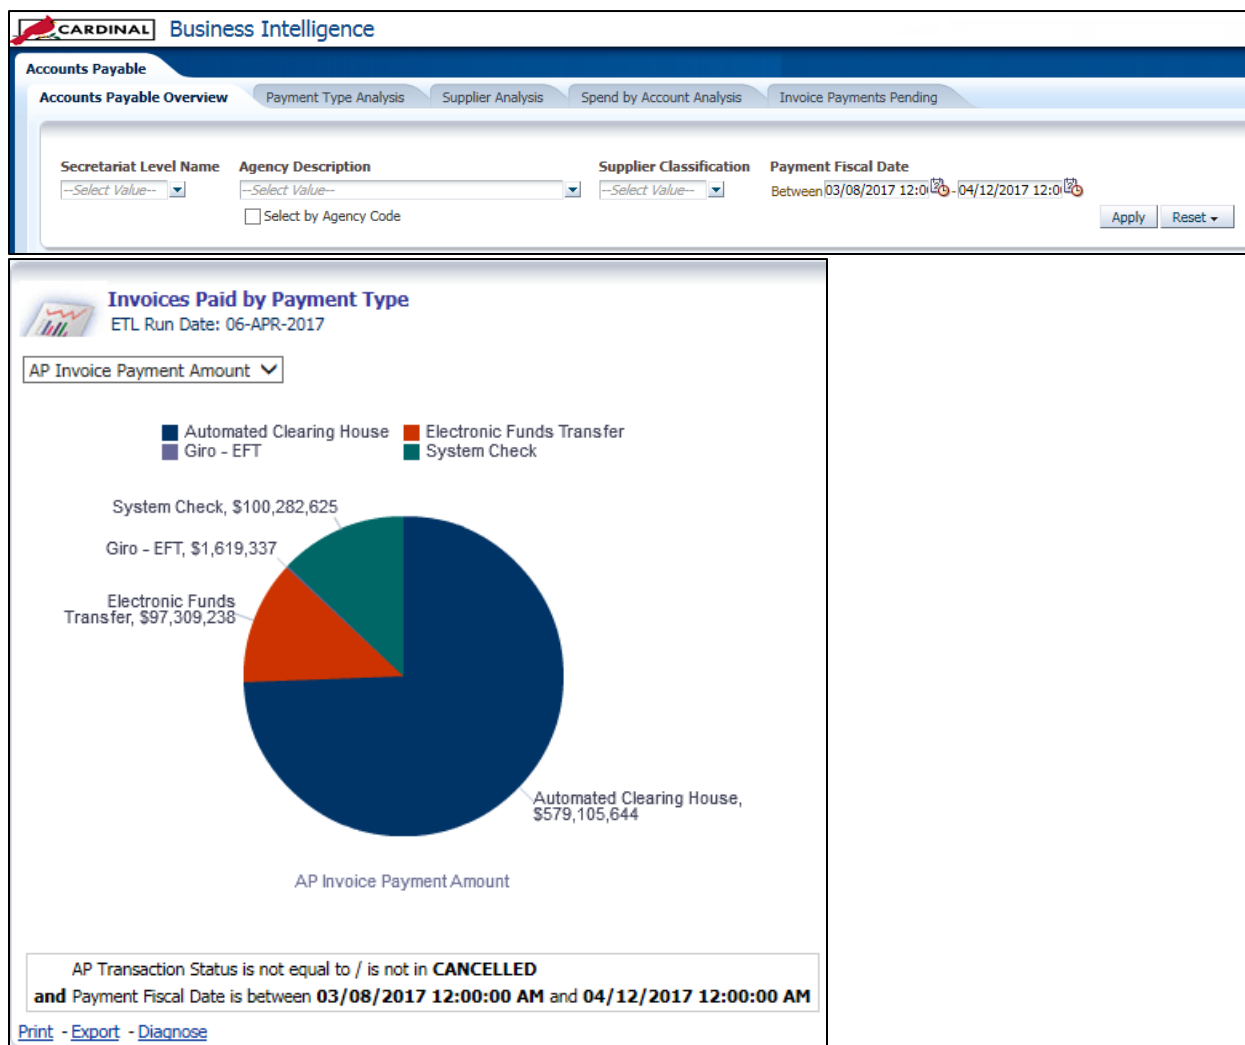 CARDINAL Business Intelligence
Accounts Payable
Accounts Payable Overview Payment Type Analysis Supplier Analysis Spend by Account Analysis Invoice Payments Pending
Secretariat Level Name Agency Description Supplier Classification Payment Fiscal Date
--Select Value-- --Select Value-- --Select Value-- Between 03/08/2017 12:0 - 04/12/2017 12:0
Select by Agency Code
Apply Reset
Invoices Paid by Payment Type
ETL Run Date: 06-APR-2017
AP Invoice Payment Amount
Automated Clearing House Electronic Funds Transfer
Giro - EFT System Check
System Check, $100,282,625
Giro - EFT, $1,619,337
Electronic Funds
Transfer, $97,309,238
Automated Clearing House,
$579,105,644
AP Invoice Payment Amount
AP Transaction Status is not equal to / is not in CANCELLED
and Payment Fiscal Date is between 03/08/2017 12:00:00 AM and 04/12/2017 12:00:00 AM
Print - Export - Diagnose